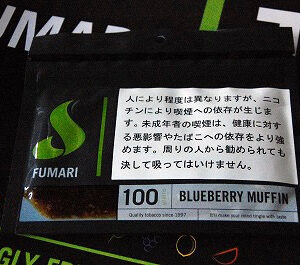 UMARI
人により程度は異なりますが、ニコ
チンにより喫煙への依存が生じま
す。未成年者の喫煙は、健康に対す
る悪影響やたばこへの依存をより強
めます。周りの人から勧められても
決して吸ってはいけません。
FUMARI
100
BLUEBERRY MUFFIN
Quality tobacco since 1997